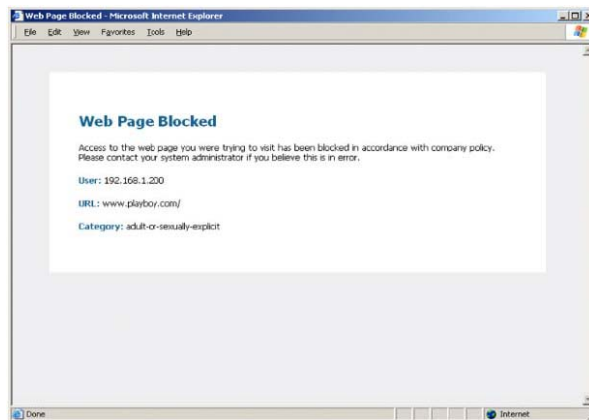 Web Page Blocked - Microsoft Internet Explorer
File Edit View Favorites Tools Help
Web Page Blocked
Access to the web page you were trying to visit has been blocked in accordance with company policy.
Please contact your system administrator if you believe this is in error.
User: 192.168.1.200
URL: www.playboy.com/
Category: adult-or-sexually-explicit
Done Internet